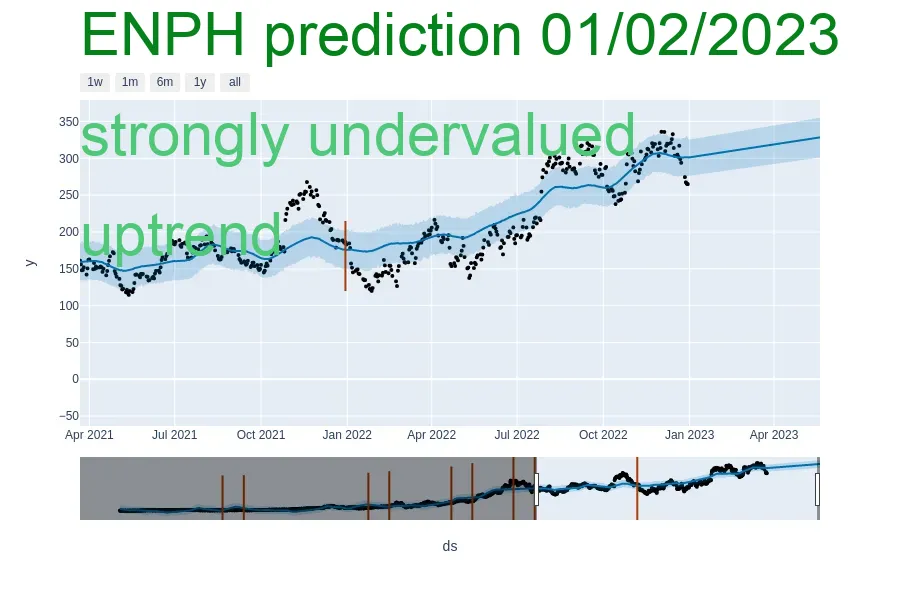 ENPH prediction 01/02/2023
1w 1m 6m 1y all
strongly undervalued
uptrend
350
300
250
200
150
100
50
0
−50
y
Apr 2021 Jul 2021 Oct 2021 Jan 2022 Apr 2022 Jul 2022 Oct 2022 Jan 2023 Apr 2023
ds